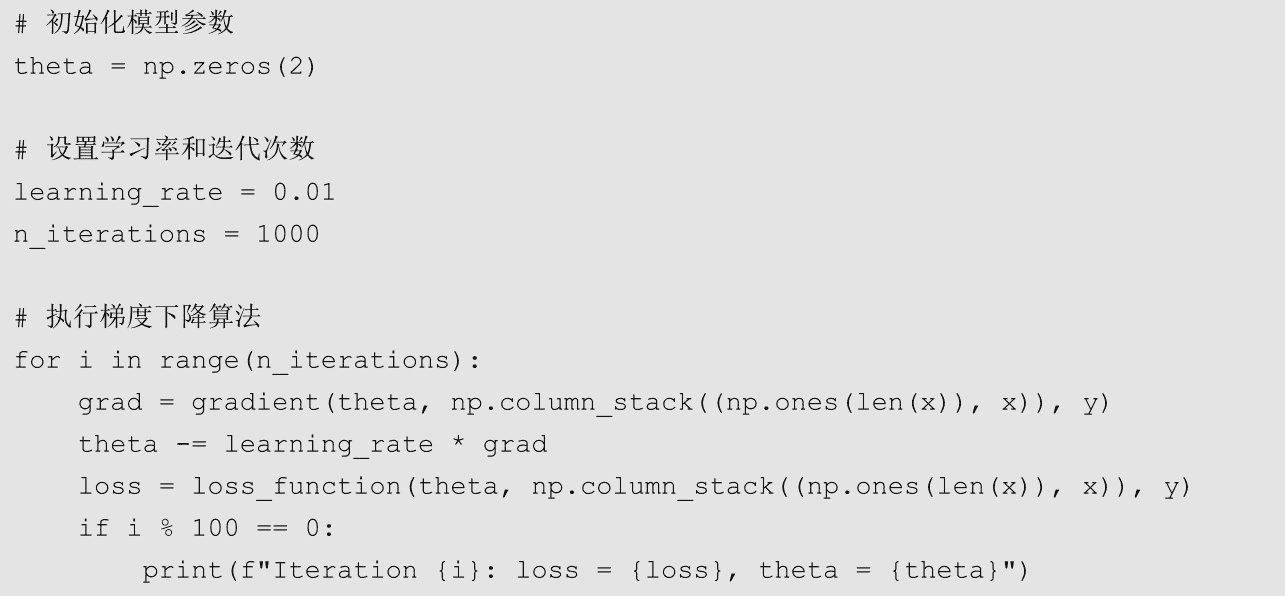 # 初始化模型参数
theta = np.zeros(2)
# 设置学习率和迭代次数
learning_rate = 0.01
n_iterations = 1000
# 执行梯度下降算法
for i in range(n_iterations):
    grad = gradient(theta, np.column_stack((np.ones(len(x)), x)), y)
    theta -= learning_rate * grad
    loss = loss_function(theta, np.column_stack((np.ones(len(x)), x)), y)
    if i % 100 == 0:
        print(f"Iteration {i}: loss = {loss}, theta = {theta}")